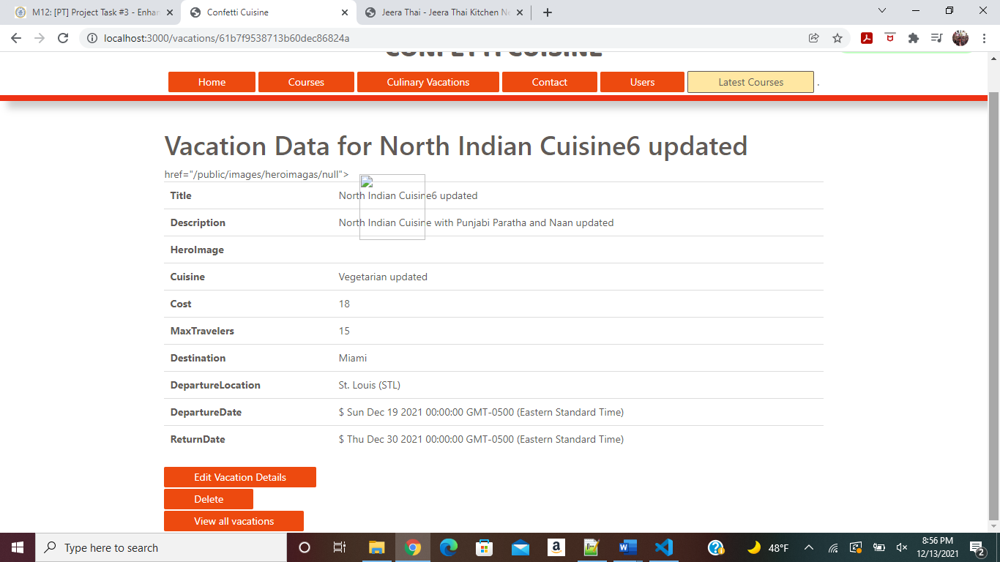 M12: [PT] Project Task #3 - Enhan
Confetti Cuisine
Jeera Thai - Jeera Thai Kitchen Ne
localhost:3000/vacations/61b7f9538713b60dec86824a
CONFETTI CUISINE
Home Courses Culinary Vacations Contact Users Latest Courses .
Vacation Data for North Indian Cuisine6 updated
href="/public/images/heroimagas/null">
Title North Indian Cuisine6 updated
Description North Indian Cuisine with Punjabi Paratha and Naan updated
HeroImage
Cuisine Vegetarian updated
Cost 18
MaxTravelers 15
Destination Miami
DepartureLocation St. Louis (STL)
DepartureDate $ Sun Dec 19 2021 00:00:00 GMT-0500 (Eastern Standard Time)
ReturnDate $ Thu Dec 30 2021 00:00:00 GMT-0500 (Eastern Standard Time)
Edit Vacation Details
Delete
View all vacations
Type here to search
48°F
8:56 PM
12/13/2021
2